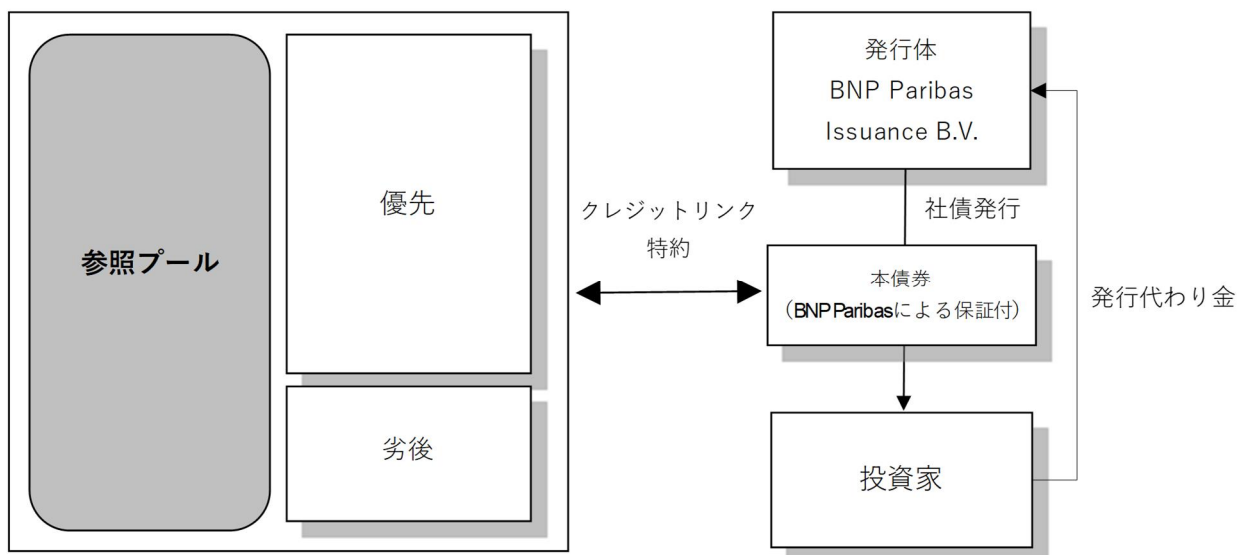 参照プール
優先
劣後
クレジットリンク
特約
発行体
BNP Paribas
Issuance B.V.
社債発行
本債券
（BNP Paribasによる保証付）
投資家
発行代わり金